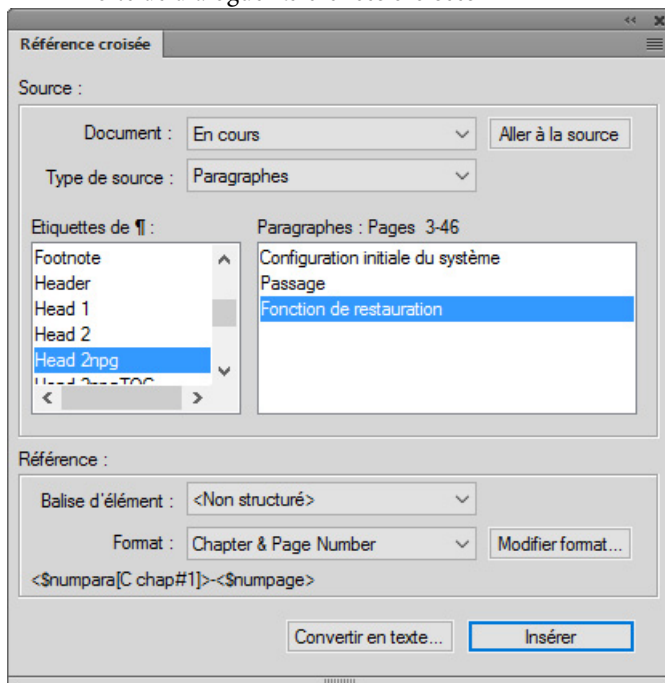 Référence croisée
Source :
Document : En cours Aller à la source
Type de source : Paragraphes
Etiquettes de ¶ : Paragraphes : Pages 3-46
Footnote Configuration initiale du système
Header Passage
Head 1 Fonction de restauration
Head 2
Head 2npg
Référence :
Balise d'élément : <Non structuré>
Format : Chapter & Page Number Modifier format...
<$numpara[C chap#1]>-<$numpage>
Convertir en texte... Insérer